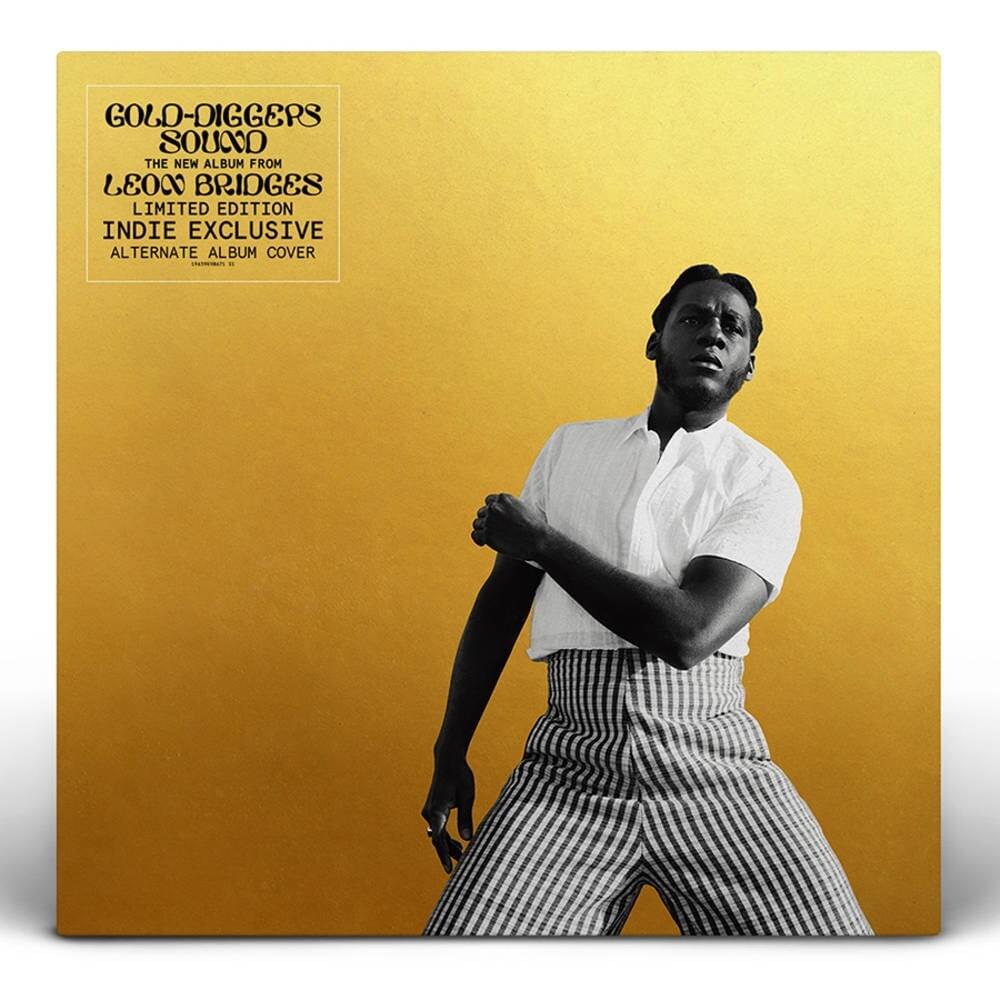 GOLD-DIGGERS
SOUND
THE NEW ALBUM FROM
LEON BRIDGES
LIMITED EDITION
INDIE EXCLUSIVE
ALTERNATE ALBUM COVER